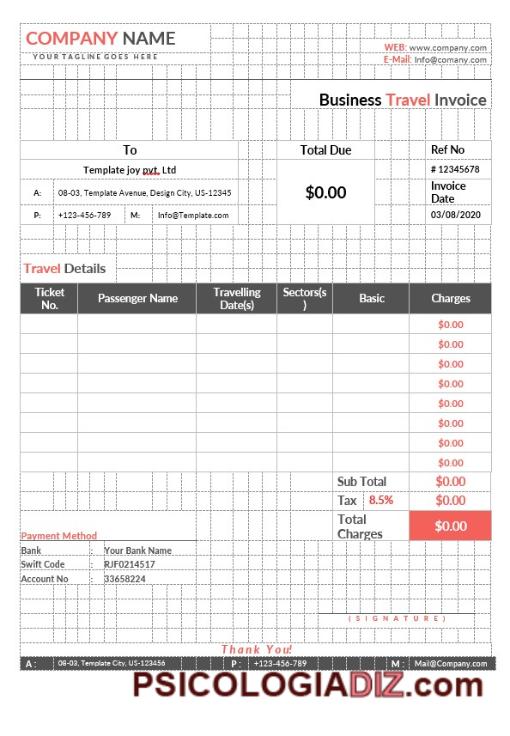 COMPANY NAME
YOUR TAGLINE GOES HERE
WEB: www.company.com
E-Mail: Info@comany.com
Business Travel Invoice
To Total Due Ref No
Template joy pvt, Ltd # 12345678
A: 08-03, Template Avenue, Design City, US-12345 $0.00 Invoice Date
P: +123-456-789 M: Info@Template.com 03/08/2020
Travel Details
Ticket No. Passenger Name Travelling Date(s) Sectors(s) Basic Charges
$0.00
$0.00
$0.00
$0.00
$0.00
$0.00
$0.00
$0.00
Sub Total $0.00
Tax 8.5% $0.00
Total Charges $0.00
Payment Method
Bank : Your Bank Name
Swift Code : RJF0214517
Account No : 33658224
(SIGNATURE)
Thank You!
A: 08-03, Template City, US-123456 P: +123-456-789 M: Mail@Company.com
PSICOLOGIADIZ.com